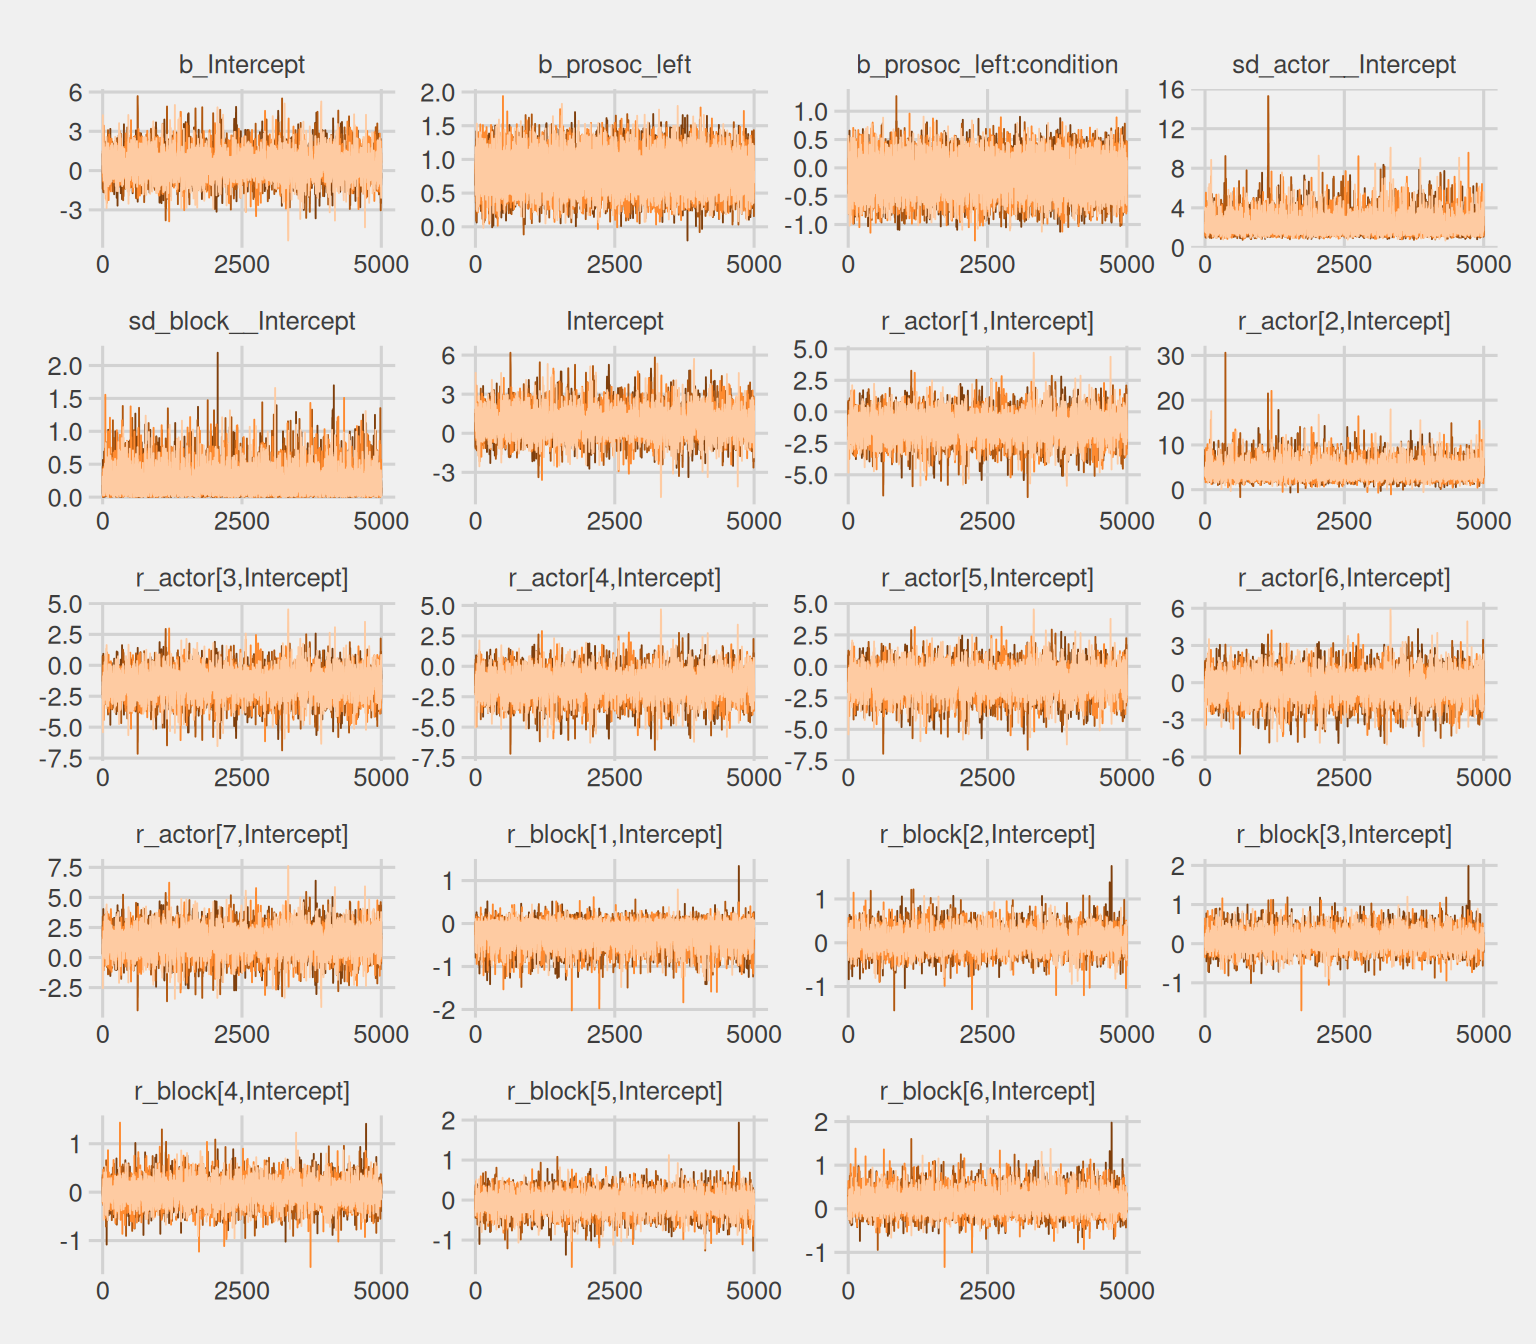 b_Intercept b_prosoc_left b_prosoc_left:condition sd_actor__Intercept
6 3 0 -3
2.0 1.5 1.0 0.5 0.0
1.0 0.5 0.0 -0.5 -1.0
16 12 8 4 0
0 2500 5000 0 2500 5000 0 2500 5000 0 2500 5000
sd_block__Intercept Intercept r_actor[1,Intercept] r_actor[2,Intercept]
2.0 1.5 1.0 0.5 0.0
6 3 0 -3
5.0 2.5 0.0 -2.5 -5.0
30 20 10 0
0 2500 5000 0 2500 5000 0 2500 5000 0 2500 5000
r_actor[3,Intercept] r_actor[4,Intercept] r_actor[5,Intercept] r_actor[6,Intercept]
5.0 2.5 0.0 -2.5 -5.0 -7.5
5.0 2.5 0.0 -2.5 -5.0 -7.5
5.0 2.5 0.0 -2.5 -5.0 -7.5
6 3 0 -3 -6
0 2500 5000 0 2500 5000 0 2500 5000 0 2500 5000
r_actor[7,Intercept] r_block[1,Intercept] r_block[2,Intercept] r_block[3,Intercept]
7.5 5.0 2.5 0.0 -2.5
1 0 -1 -2
1 0 -1
2 1 0 -1
0 2500 5000 0 2500 5000 0 2500 5000 0 2500 5000
r_block[4,Intercept] r_block[5,Intercept] r_block[6,Intercept]
1 0 -1
2 1 0 -1
2 1 0 -1
0 2500 5000 0 2500 5000 0 2500 5000